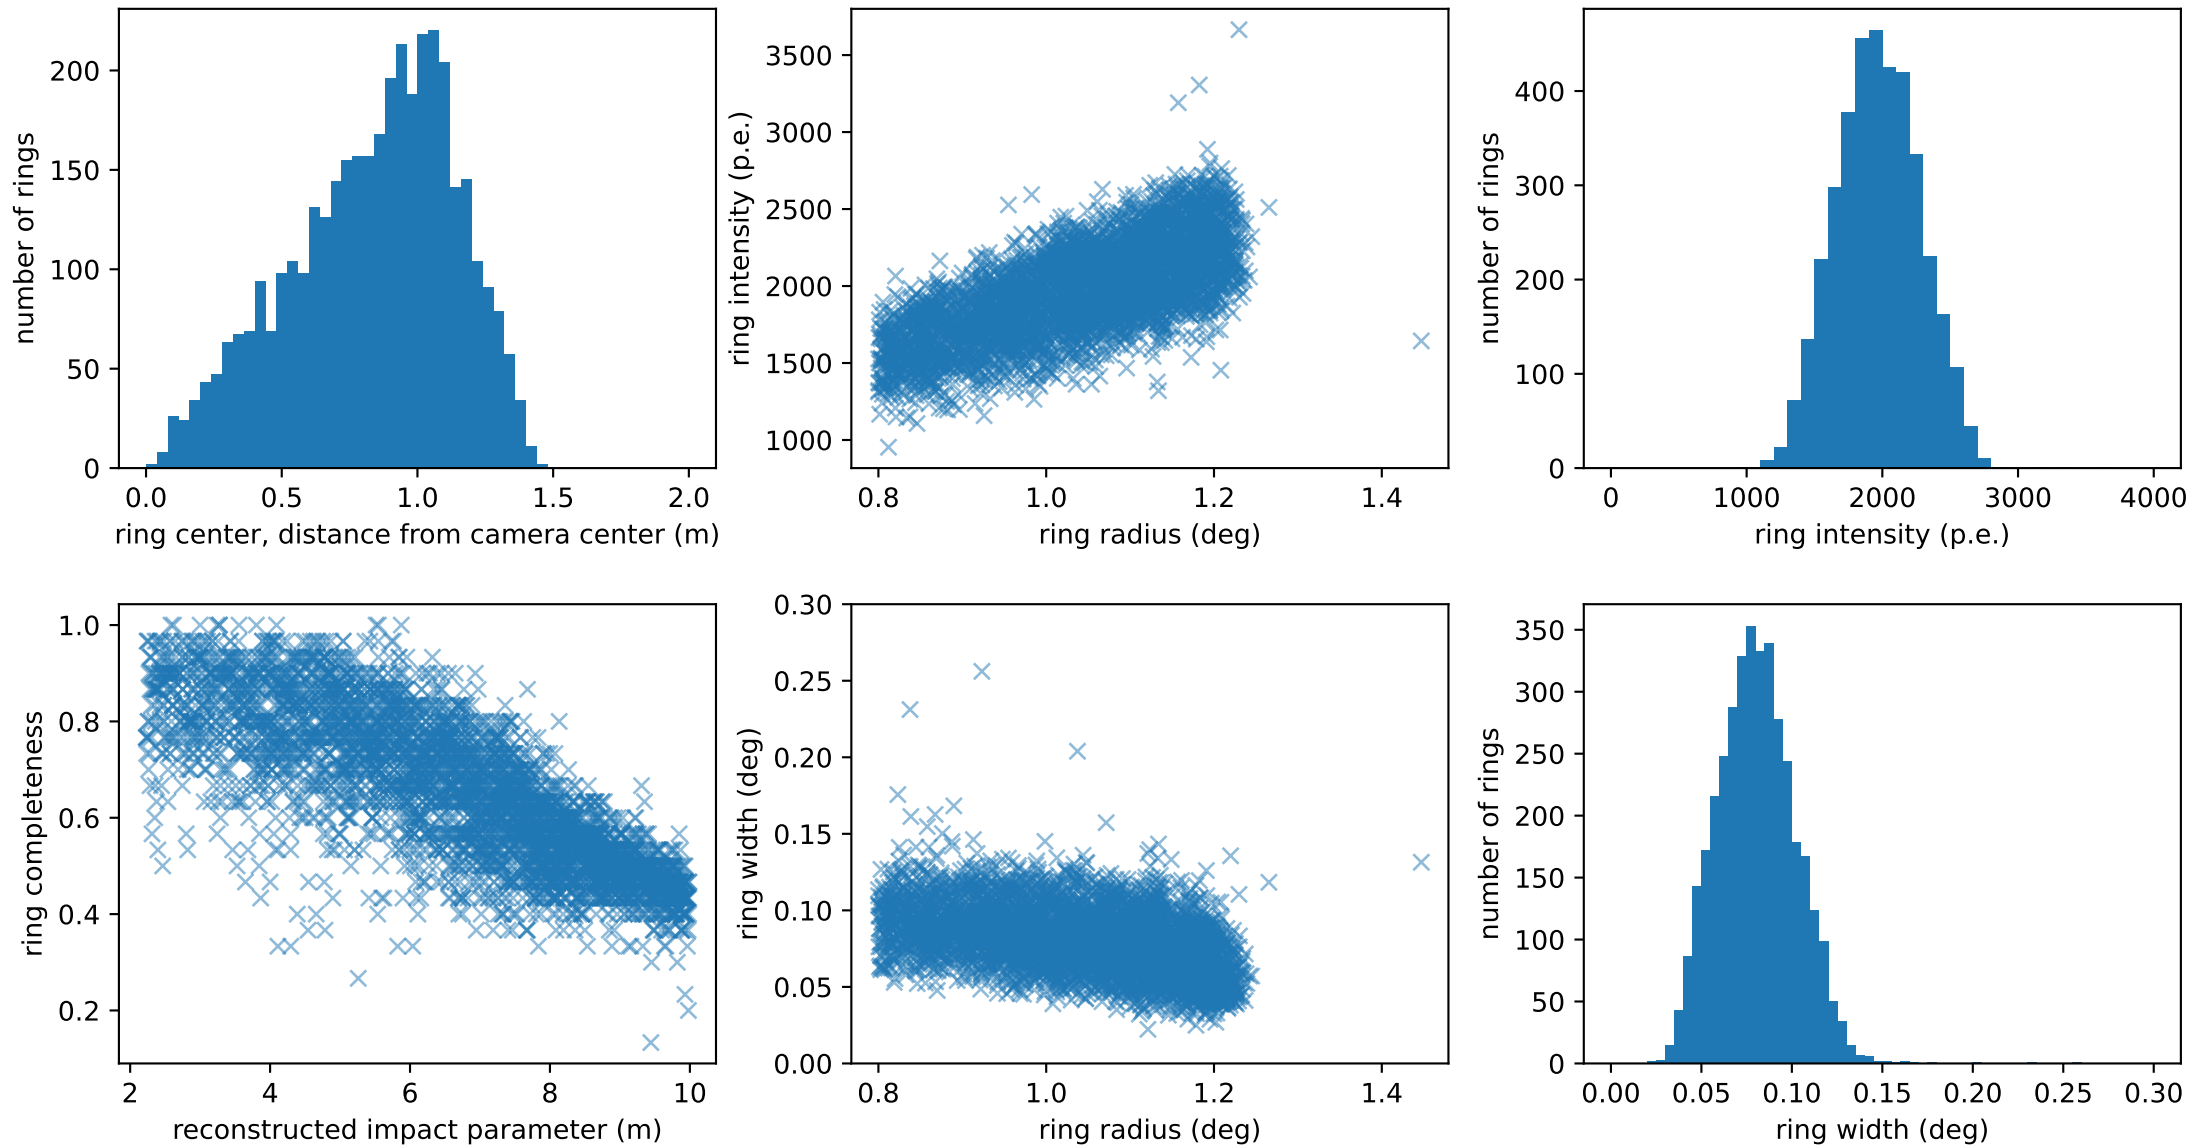 200
150
100
50
0
number of rings
0.0 0.5 1.0 1.5 2.0
ring center, distance from camera center (m)
3500
3000
2500
2000
1500
1000
ring intensity (p.e.)
0.8 1.0 1.2 1.4
ring radius (deg)
400
300
200
100
0
number of rings
0 1000 2000 3000 4000
ring intensity (p.e.)
1.0
0.8
0.6
0.4
0.2
ring completeness
2 4 6 8 10
reconstructed impact parameter (m)
0.30
0.25
0.20
0.15
0.10
0.05
0.00
ring width (deg)
0.8 1.0 1.2 1.4
ring radius (deg)
350
300
250
200
150
100
50
0
number of rings
0.00 0.05 0.10 0.15 0.20 0.25 0.30
ring width (deg)